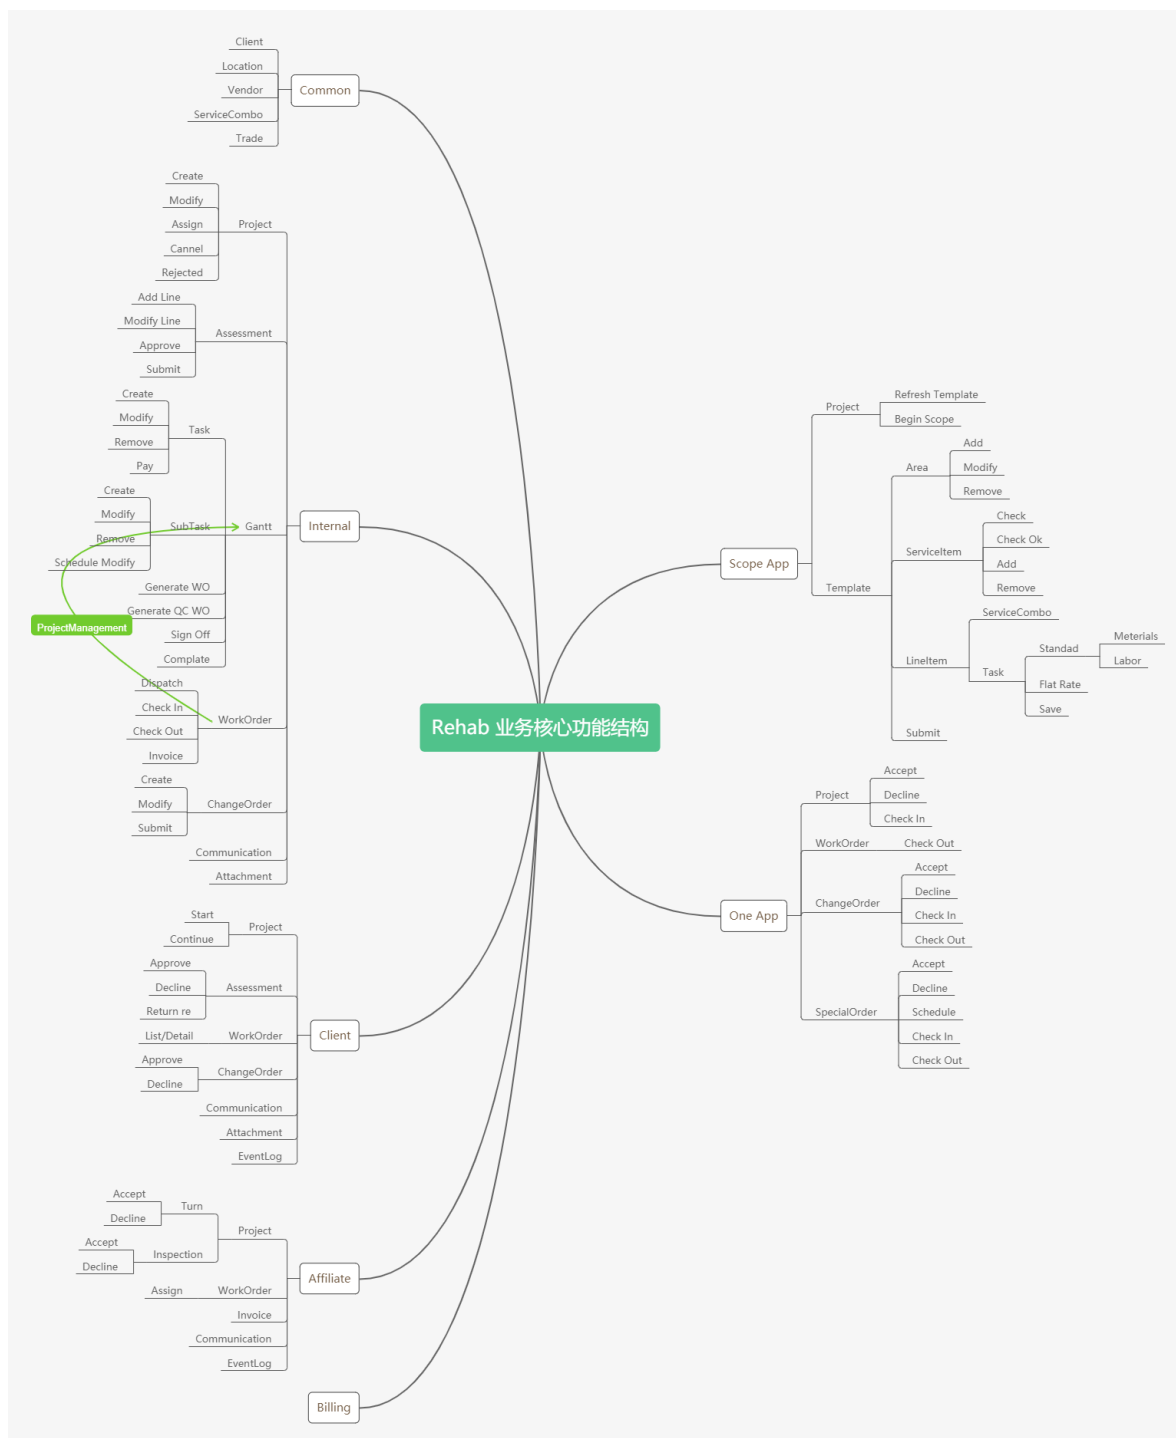 Client
Location
Vendor
ServiceCombo
Trade
Common
Create
Modify
Assign
Cannel
Rejected
Project
Add Line
Modify Line
Approve
Submit
Assessment
Create
Modify
Remove
Pay
Task
Create
Modify
Remove
Schedule Modify
SubTask
Gantt
Generate WO
Generate QC WO
Sign Off
Complate
ProjectManagement
Dispatch
Check In
Check Out
Invoice
WorkOrder
Create
Modify
Submit
ChangeOrder
Communication
Attachment
Internal
Start
Continue
Project
Approve
Decline
Return re
Assessment
List/Detail
WorkOrder
Approve
Decline
ChangeOrder
Communication
Attachment
EventLog
Client
Accept
Decline
Turn
Accept
Decline
Inspection
Project
Assign
WorkOrder
Invoice
Communication
EventLog
Affiliate
Billing
Rehab 业务核心功能结构
Scope App
Project
Refresh Template
Begin Scope
Template
Area
Add
Modify
Remove
ServiceItem
Check
Check Ok
Add
Remove
LineItem
ServiceCombo
Task
Standad
Meterials
Labor
Flat Rate
Save
Submit
One App
Project
Accept
Decline
Check In
WorkOrder
Check Out
ChangeOrder
Accept
Decline
Check In
Check Out
SpecialOrder
Accept
Decline
Schedule
Check In
Check Out